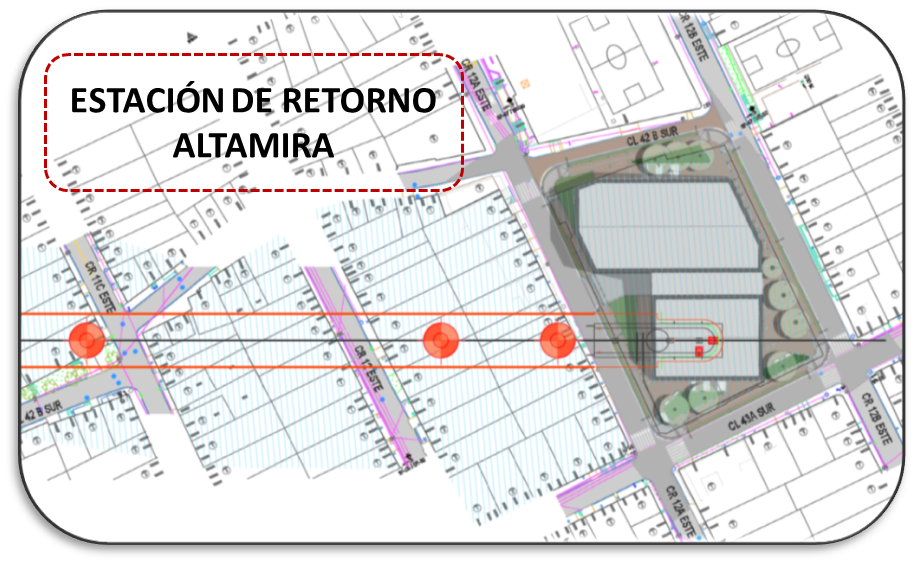 ESTACIÓN DE RETORNO
ALTAMIRA
CR 12A ESTE
CR 12B ESTE
CL 42 B SUR
CR 11C ESTE
CR 12 ESTE
42 B SUR
CL 43A SUR
CR 12B ESTE
CR 12A ESTE